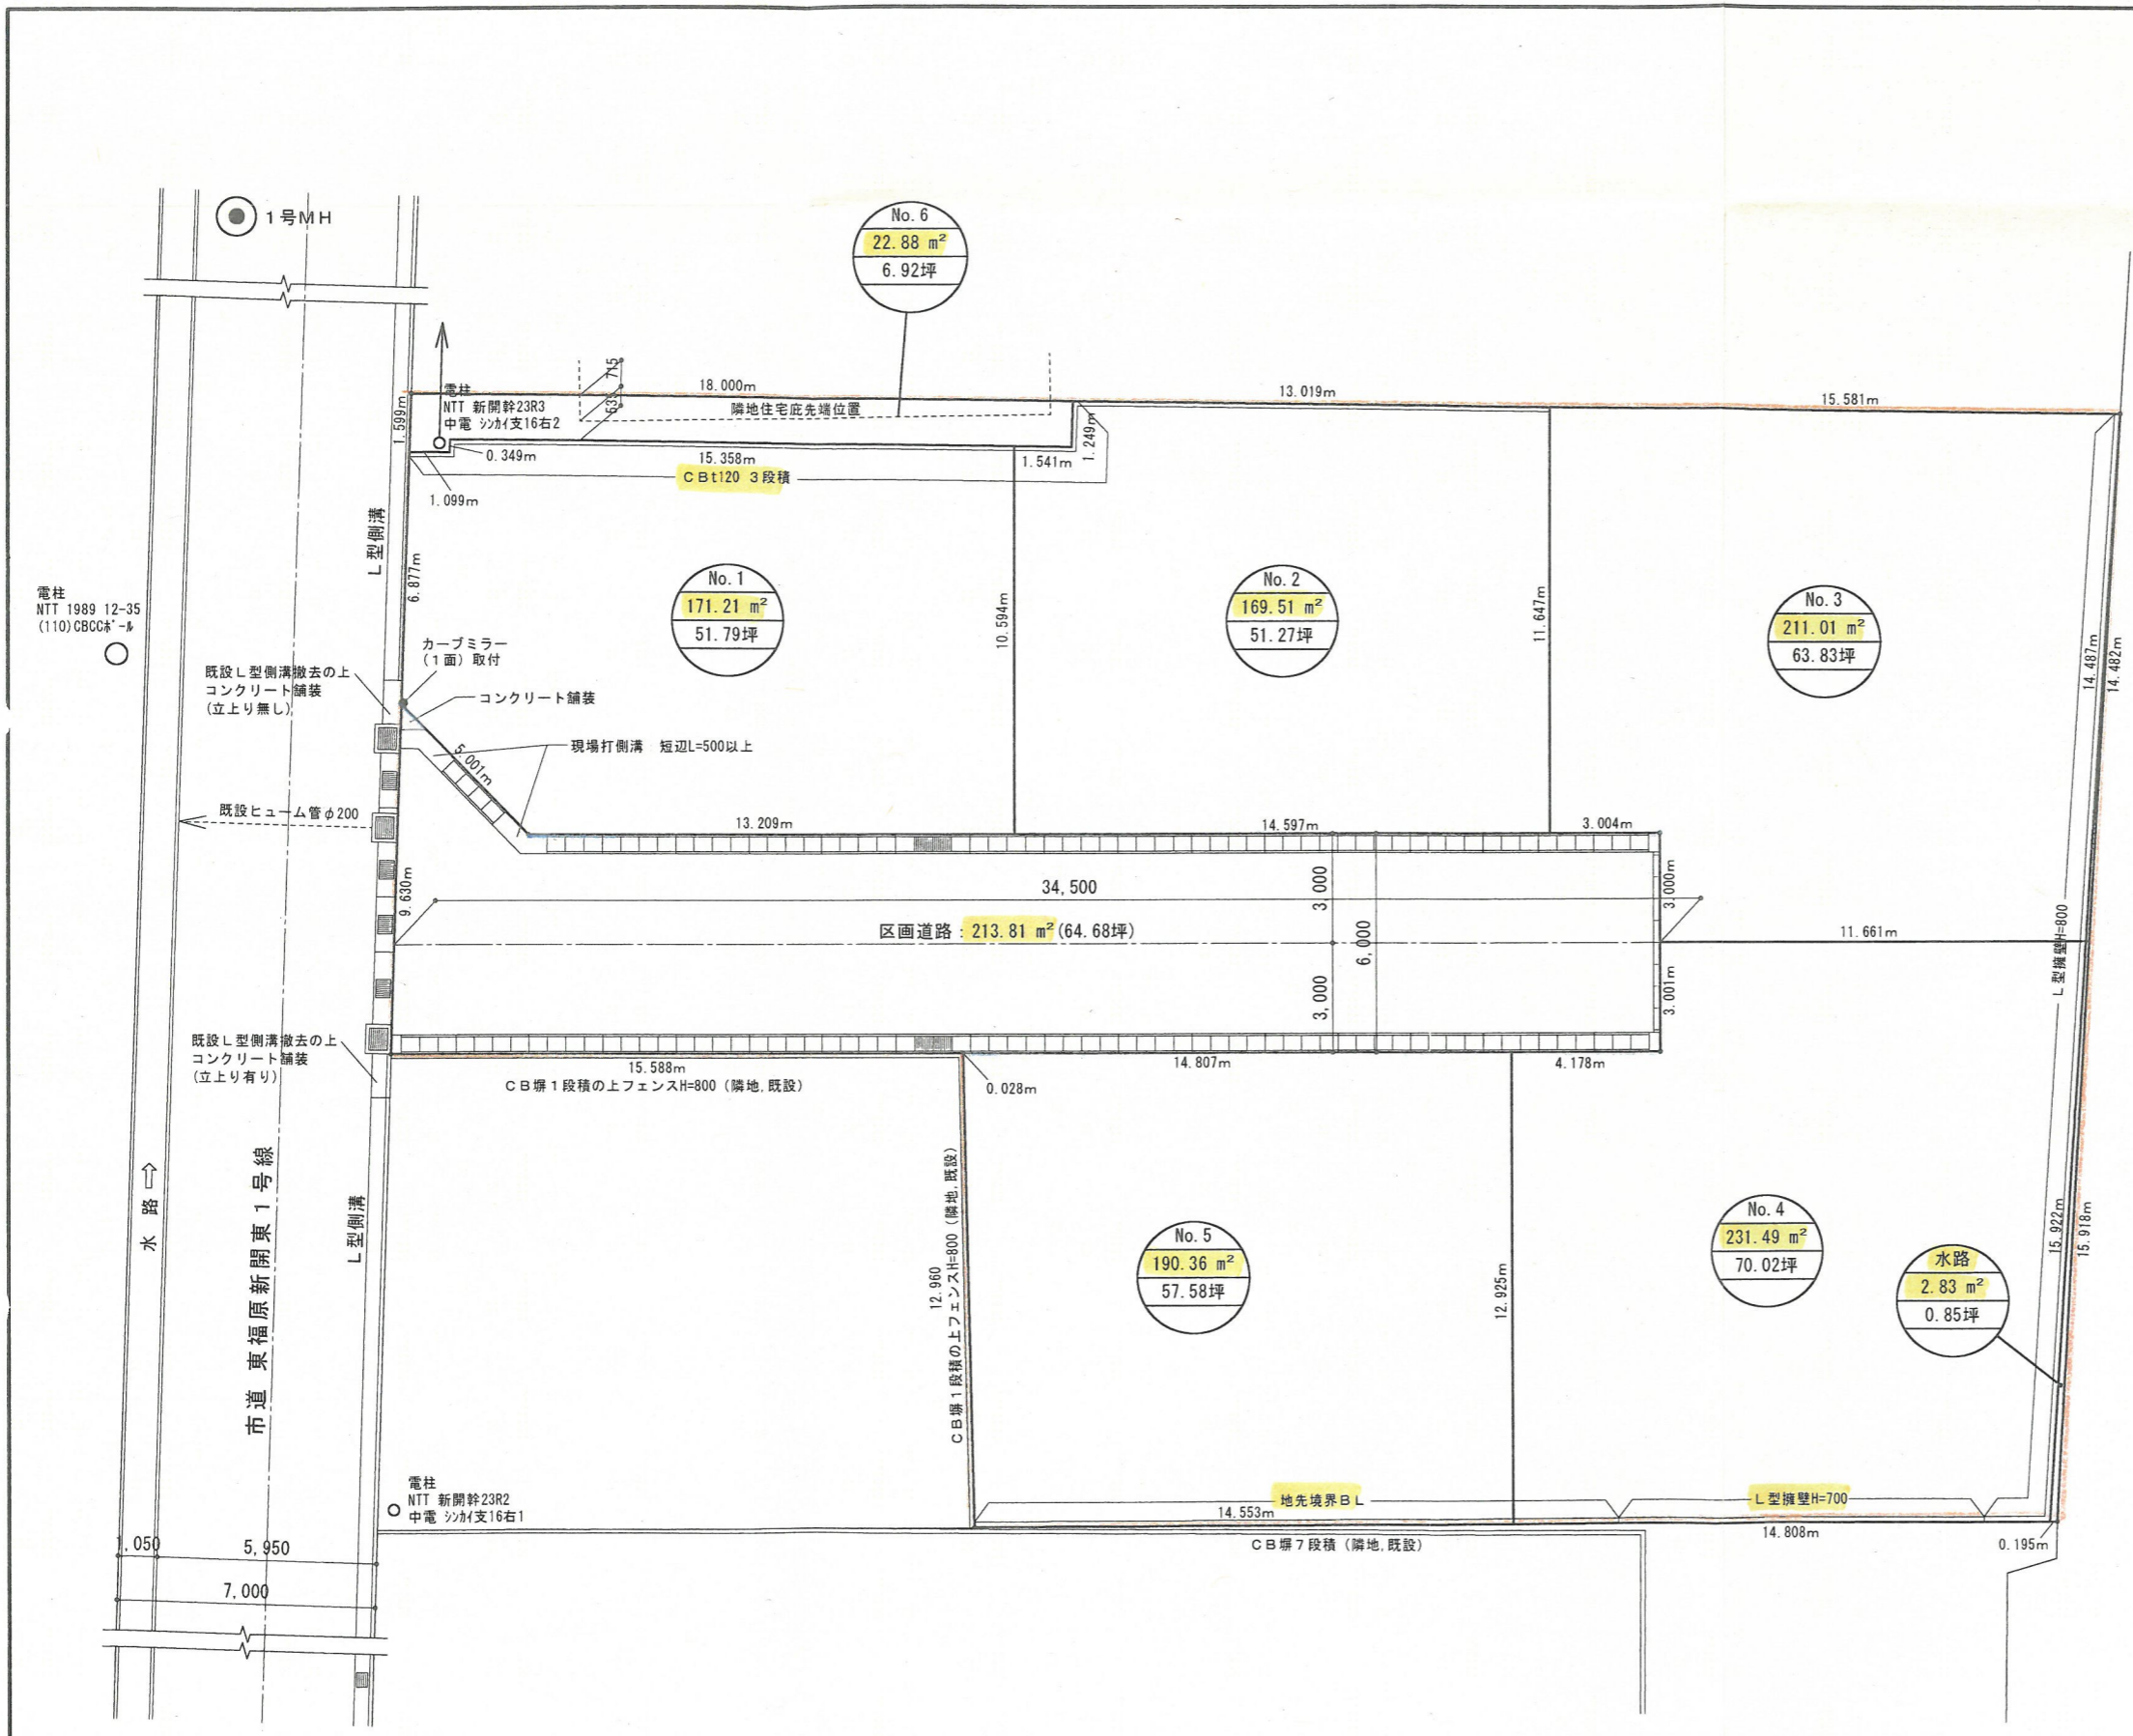 1号MH
No. 6
22.88 m²
6.92坪
電柱
NTT 新開幹23R3
中電 シンカイ支16右2
1.599m
715
18.000m
隣地住宅庇先端位置
13.019m
15.581m
0.349m
15.358m
1.541m
1.249m
CBt120 3段積
1.099m
L型側溝
6.877m
電柱
NTT 1989 12-35
(110)CBCCポール
No. 1
171.21 m²
51.79坪
10.594m
No. 2
169.51 m²
51.27坪
11.647m
No. 3
211.01 m²
63.83坪
14.487m
14.482m
カーブミラー
(1面) 取付
既設L型側溝撤去の上
コンクリート舗装
(立上り無し)
コンクリート舗装
現場打側溝 短辺L=500以上
5.001m
既設ヒューム管φ200
13.209m
14.597m
3.004m
9.630m
34,500
3,000
3.000m
区画道路：213.81 m²(64.68坪)
6,000
11.661m
L型擁壁H=800
3,000
3.001m
既設L型側溝撤去の上
コンクリート舗装
(立上り有り)
15.588m
CB塀1段積の上フェンスH=800 (隣地,既設)
0.028m
14.807m
4.178m
水路⇨
市道 東福原新開東1号線
L型側溝
12.960
CB塀1段積の上フェンスH=800 (隣地,既設)
No. 5
190.36 m²
57.58坪
12.925m
No. 4
231.49 m²
70.02坪
15.922m
15.918m
水路
2.83 m²
0.85坪
電柱
NTT 新開幹23R2
中電 シンカイ支16右1
地先境界BL
14.553m
L型擁壁H=700
CB塀7段積 (隣地,既設)
14.808m
0.195m
1,050
5,950
7,000